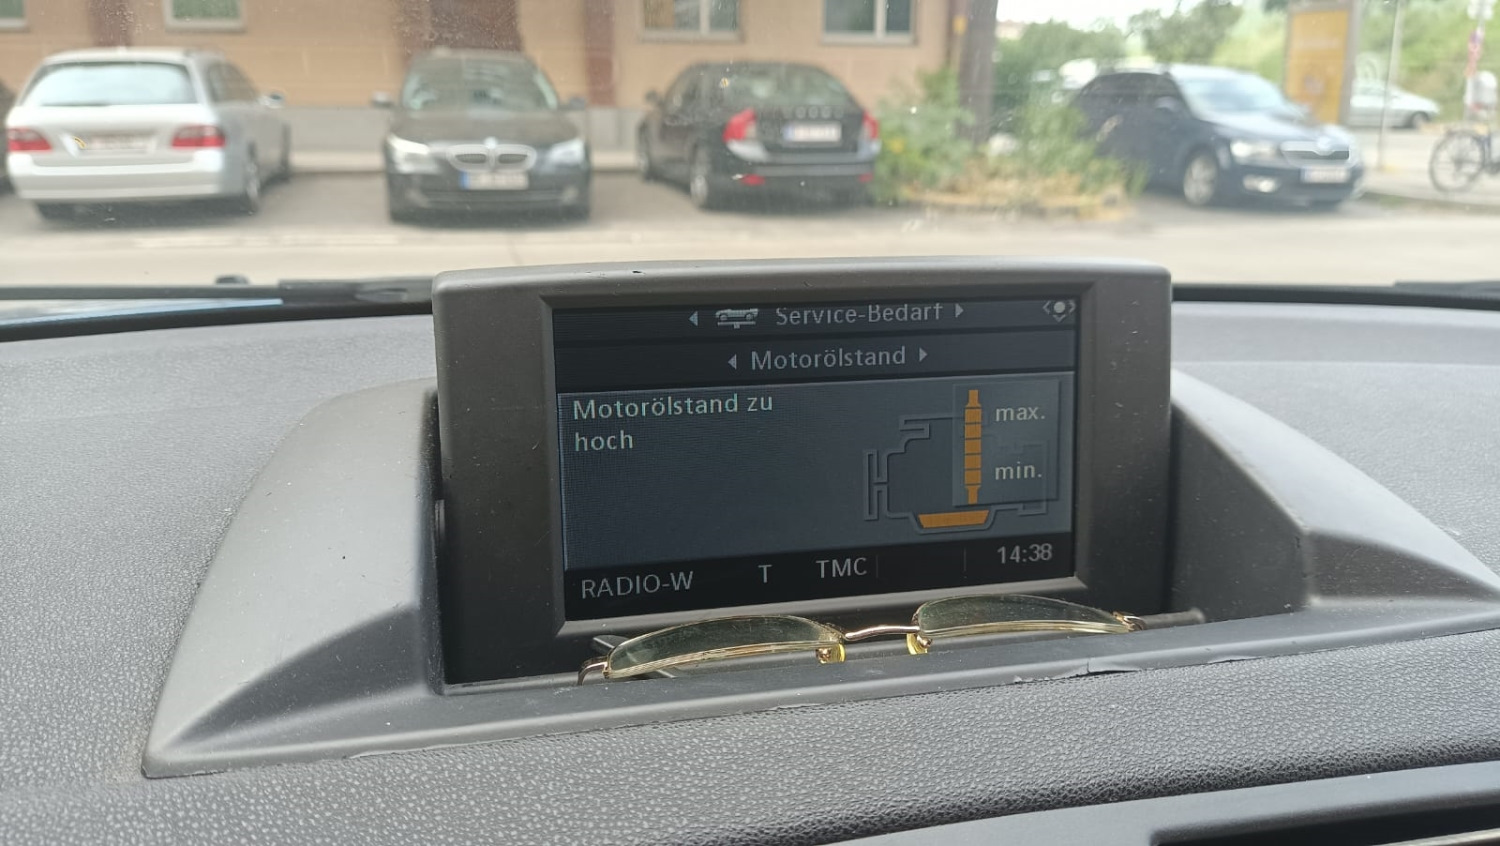 Service-Bedarf
Motorölstand
Motorölstand zu
hoch
max.
min.
RADIO-W T TMC 14:38